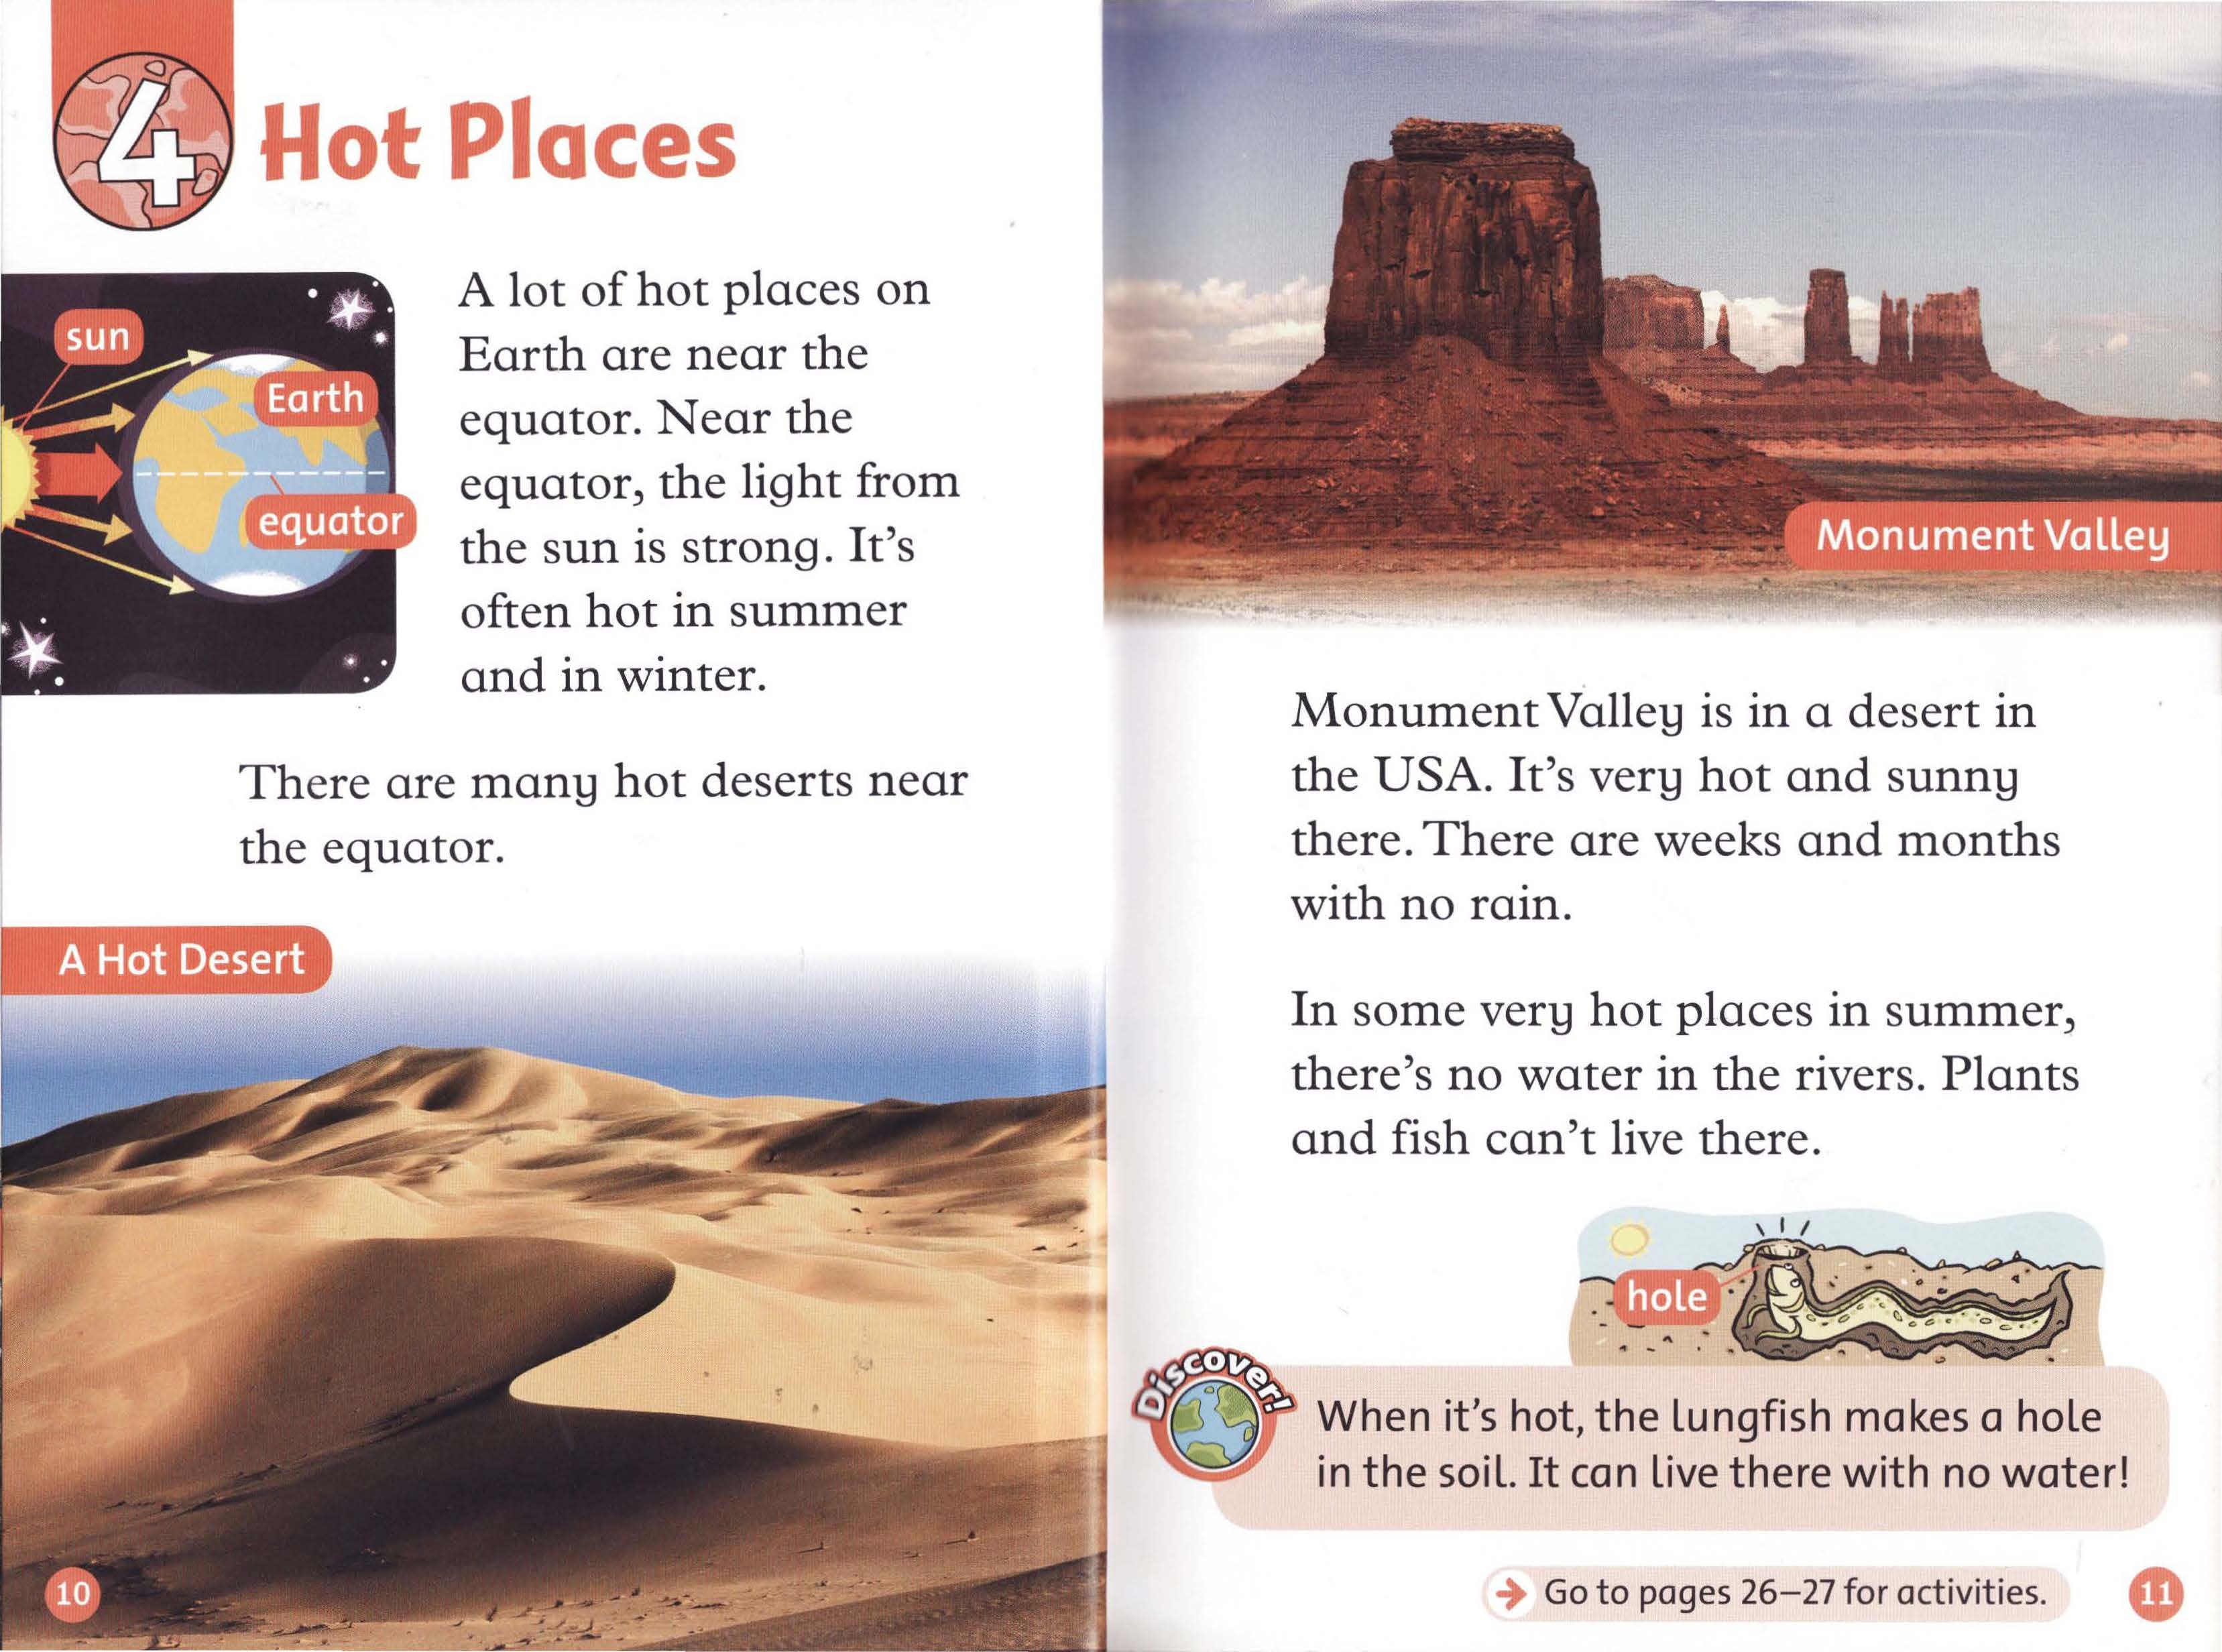 4
Hot Places
sun
Earth
equator
A lot of hot places on
Earth are near the
equator. Near the
equator, the light from
the sun is strong. It's
often hot in summer
and in winter.
There are many hot deserts near
the equator.
A Hot Desert
10
Monument Valley
Monument Valley is in a desert in
the USA. It's very hot and sunny
there. There are weeks and months
with no rain.
In some very hot places in summer,
there's no water in the rivers. Plants
and fish can't live there.
hole
Discover!
When it's hot, the lungfish makes a hole
in the soil. It can live there with no water!
Go to pages 26–27 for activities.
11